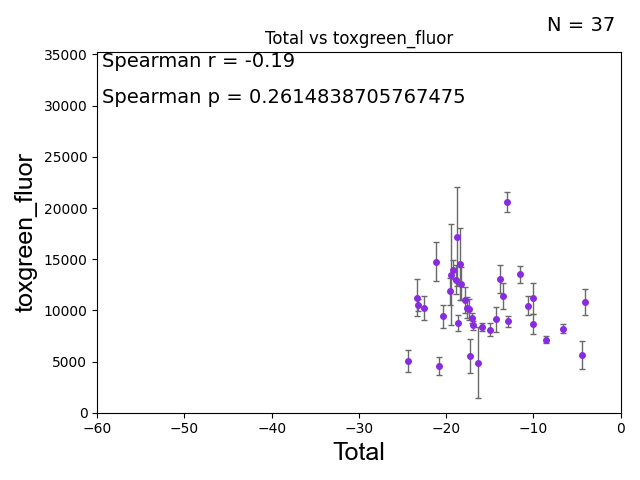 N = 37
Total vs toxgreen_fluor
Spearman r = -0.19
Spearman p = 0.2614838705767475
toxgreen_fluor
35000
30000
25000
20000
15000
10000
5000
0
−60
−50
−40
−30
−20
−10
0
Total